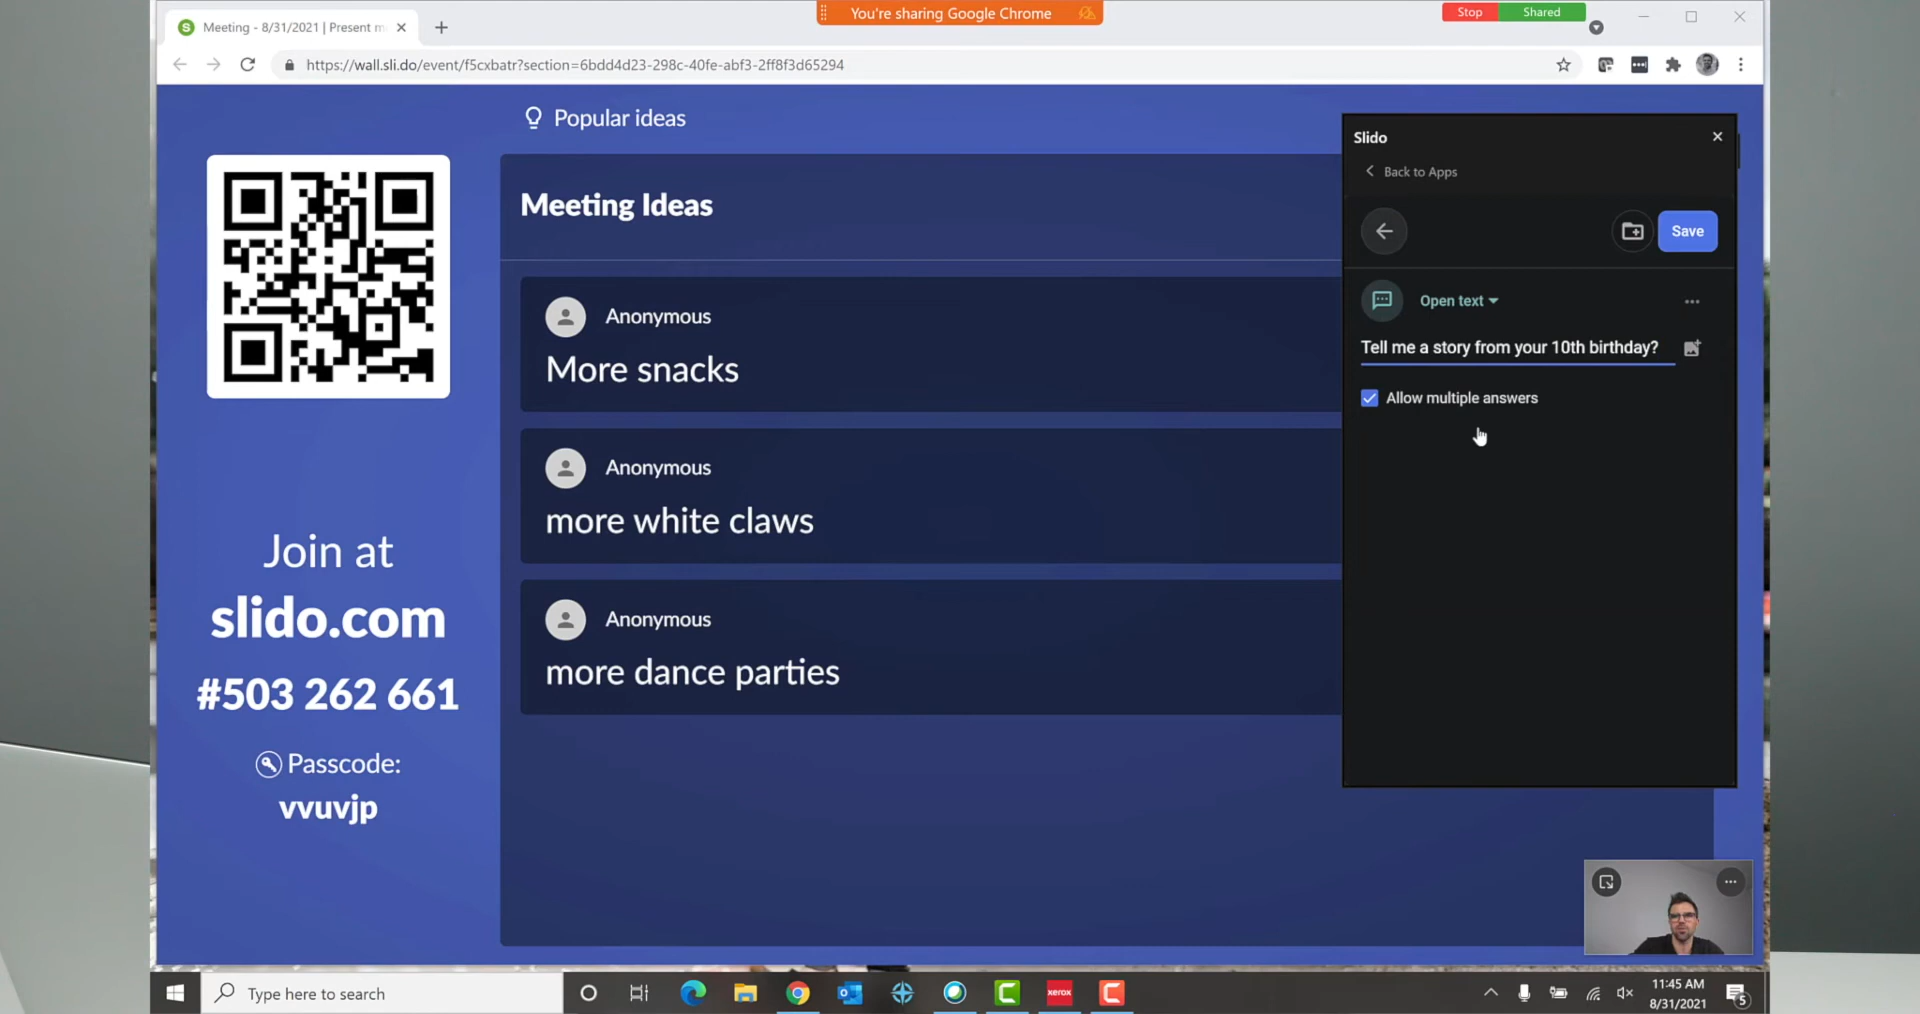 You're sharing Google Chrome
Stop
Shared
S
Meeting - 8/31/2021 | Present m
https://wall.sli.do/event/f5cxbatr?section=6bdd4d23-298c-40fe-abf3-2ff8f3d65294
Popular ideas
Meeting Ideas
Anonymous
More snacks
Anonymous
more white claws
Anonymous
more dance parties
Join at
slido.com
#503 262 661
Passcode:
vvuvjp
Slido
Back to Apps
Save
Open text
Tell me a story from your 10th birthday?
Allow multiple answers
Type here to search
xerox
11:45 AM
8/31/2021
5